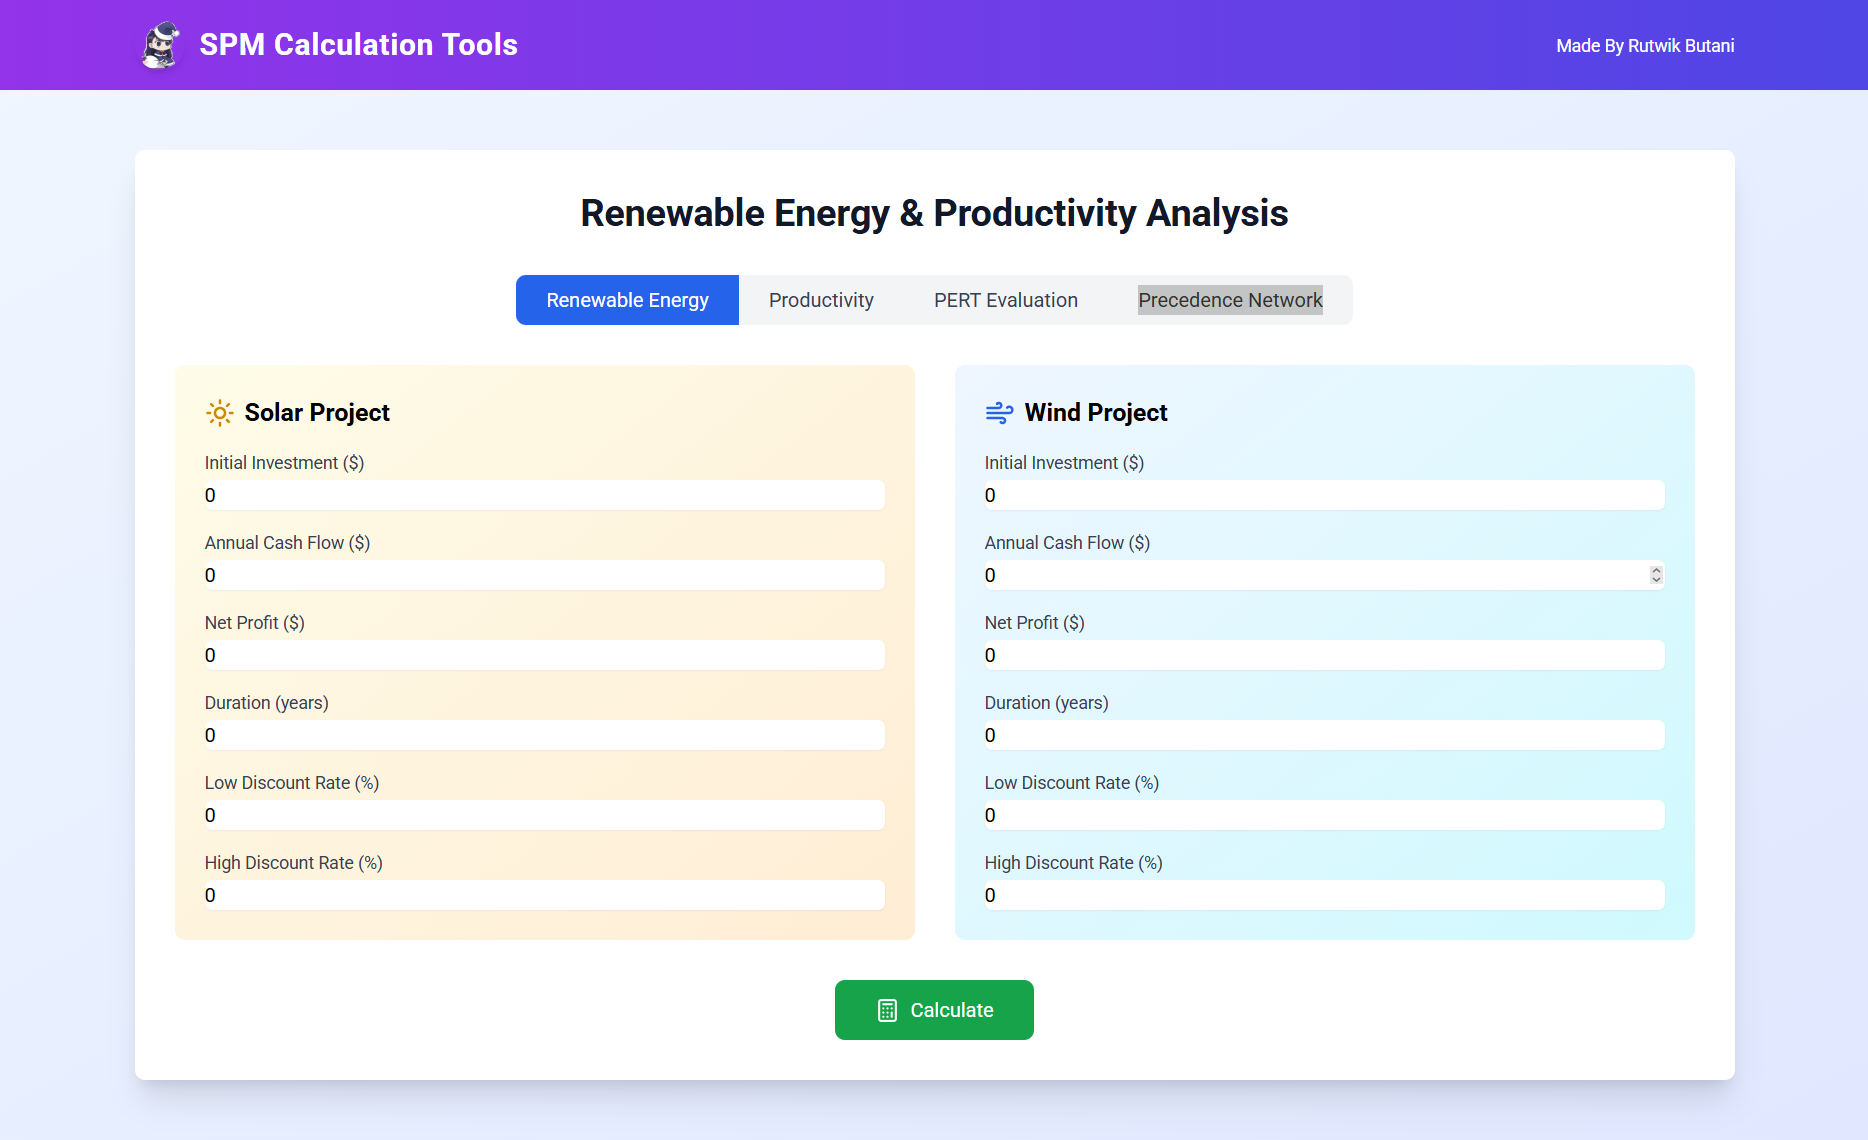 SPM Calculation Tools
Made By Rutwik Butani
Renewable Energy & Productivity Analysis
Renewable Energy
Productivity
PERT Evaluation
Precedence Network
Solar Project
Initial Investment ($)
0
Annual Cash Flow ($)
0
Net Profit ($)
0
Duration (years)
0
Low Discount Rate (%)
0
High Discount Rate (%)
0
Wind Project
Initial Investment ($)
0
Annual Cash Flow ($)
0
Net Profit ($)
0
Duration (years)
0
Low Discount Rate (%)
0
High Discount Rate (%)
0
Calculate